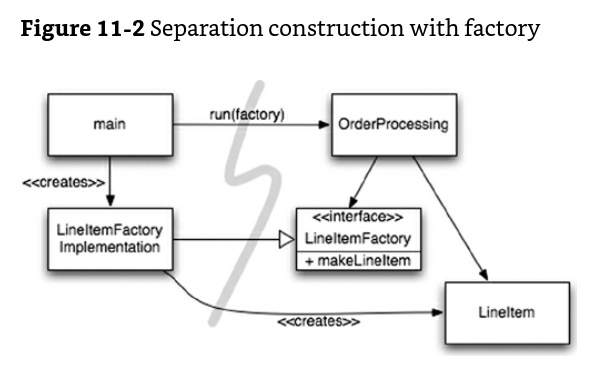 Figure 11-2 Separation construction with factory
main
run(factory)
OrderProcessing
<<creates>>
LineItemFactory
Implementation
<<interface>>
LineItemFactory
+ makeLineItem
<<creates>>
LineItem